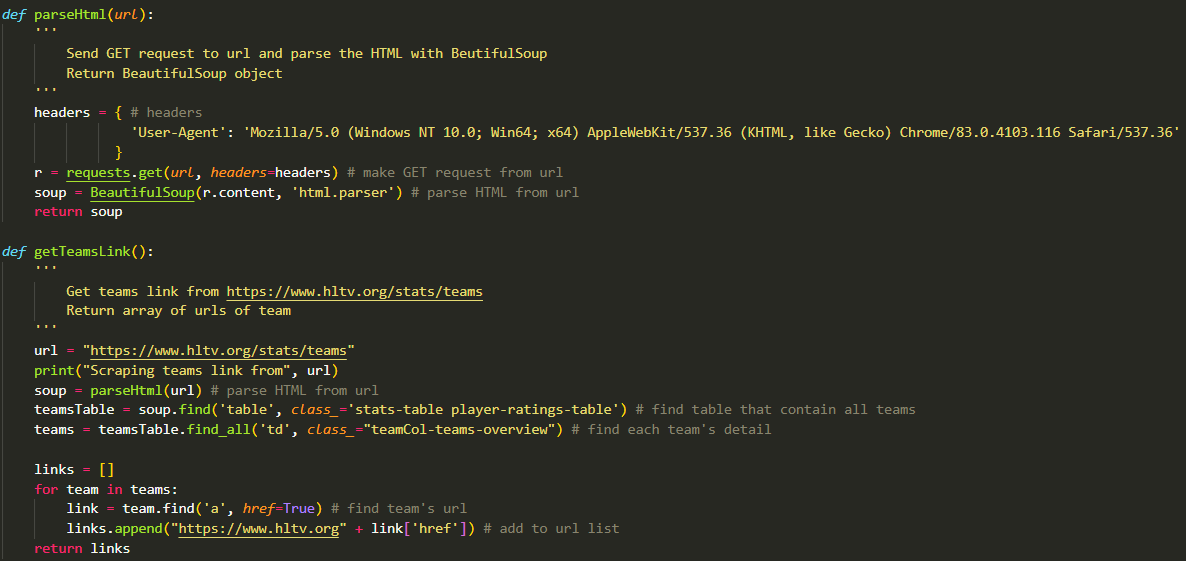 def parseHtml(url):
    '''
        Send GET request to url and parse the HTML with BeutifulSoup
        Return BeautifulSoup object
    '''
    headers = { # headers
                'User-Agent': 'Mozilla/5.0 (Windows NT 10.0; Win64; x64) AppleWebKit/537.36 (KHTML, like Gecko) Chrome/83.0.4103.116 Safari/537.36'
              }
    r = requests.get(url, headers=headers) # make GET request from url
    soup = BeautifulSoup(r.content, 'html.parser') # parse HTML from url
    return soup

def getTeamsLink():
    '''
        Get teams link from https://www.hltv.org/stats/teams
        Return array of urls of team
    '''
    url = "https://www.hltv.org/stats/teams"
    print("Scraping teams link from", url)
    soup = parseHtml(url) # parse HTML from url
    teamsTable = soup.find('table', class_='stats-table player-ratings-table') # find table that contain all teams
    teams = teamsTable.find_all('td', class_="teamCol-teams-overview") # find each team's detail

    links = []
    for team in teams:
        link = team.find('a', href=True) # find team's url
        links.append("https://www.hltv.org" + link['href']) # add to url list
    return links